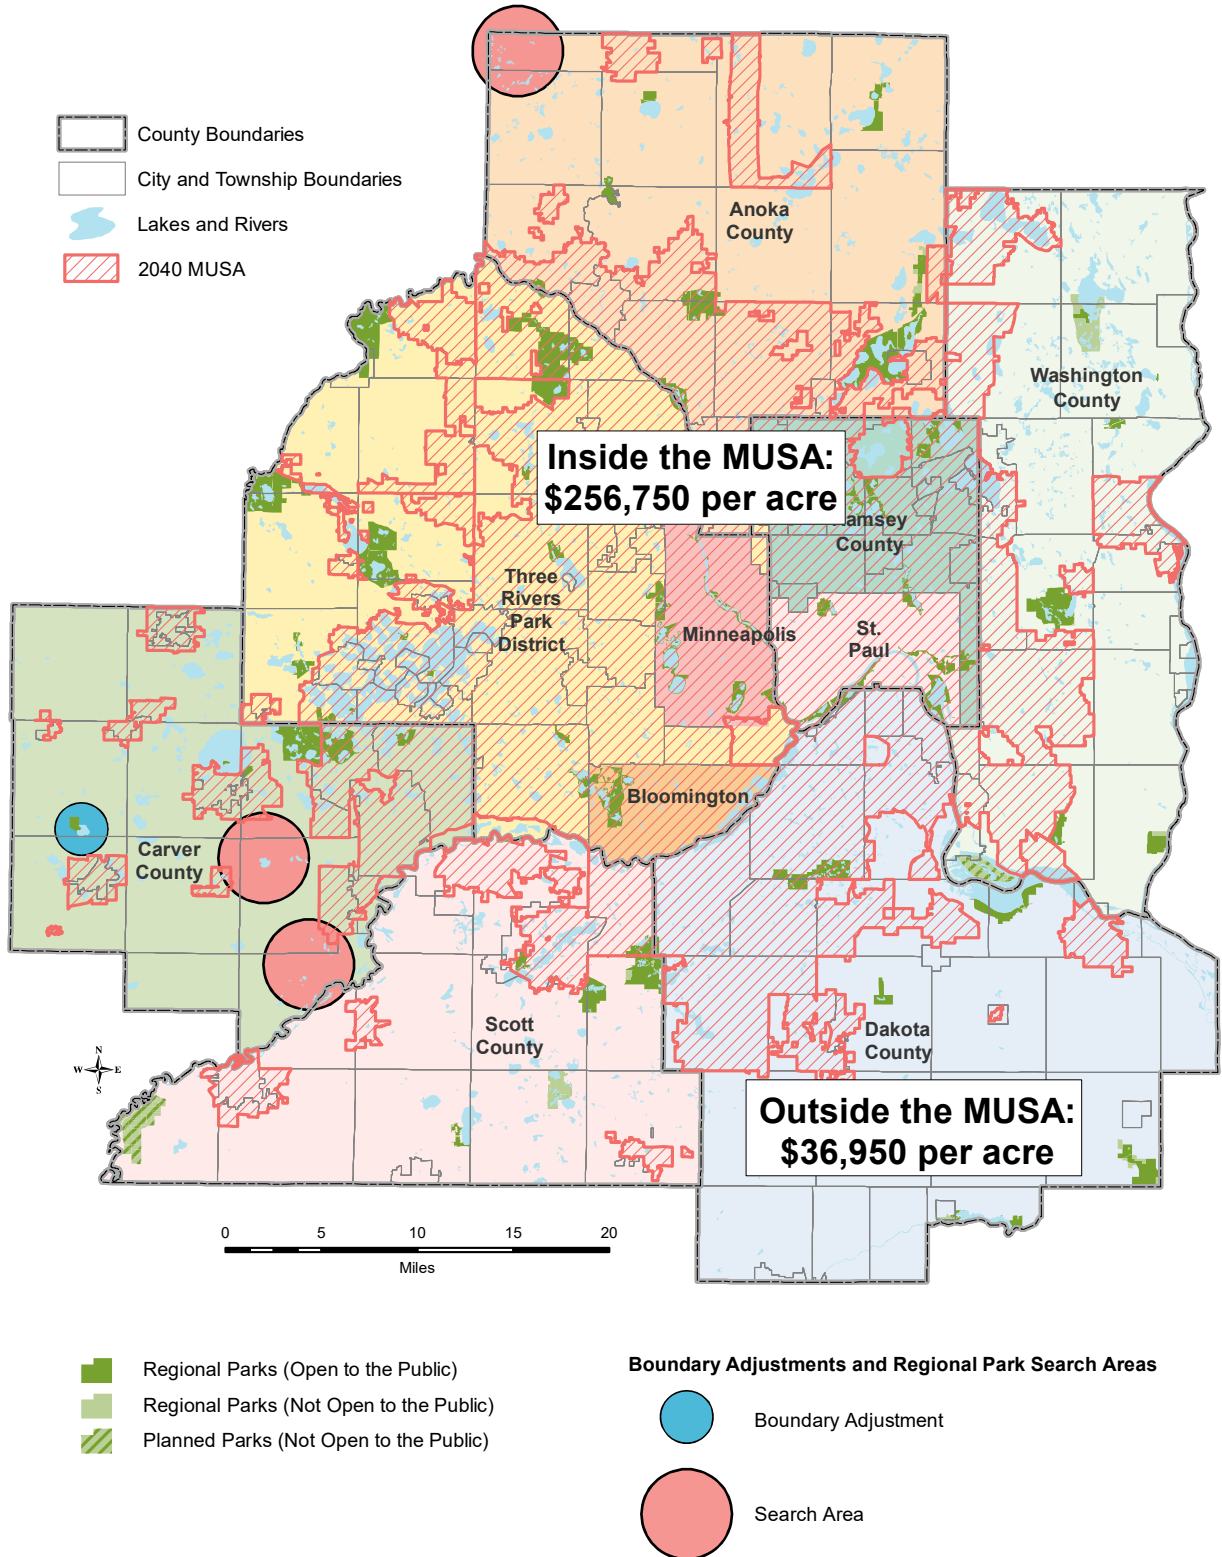 County Boundaries
City and Township Boundaries
Lakes and Rivers
2040 MUSA
Anoka
County
Washington
County
Inside the MUSA:
$256,750 per acre
Ramsey
County
Three
Rivers
Park
District
Minneapolis
St.
Paul
Bloomington
Carver
County
Scott
County
Dakota
County
N
W E
S
Outside the MUSA:
$36,950 per acre
0 5 10 15 20
Miles
Regional Parks (Open to the Public)
Regional Parks (Not Open to the Public)
Planned Parks (Not Open to the Public)
Boundary Adjustments and Regional Park Search Areas
Boundary Adjustment
Search Area